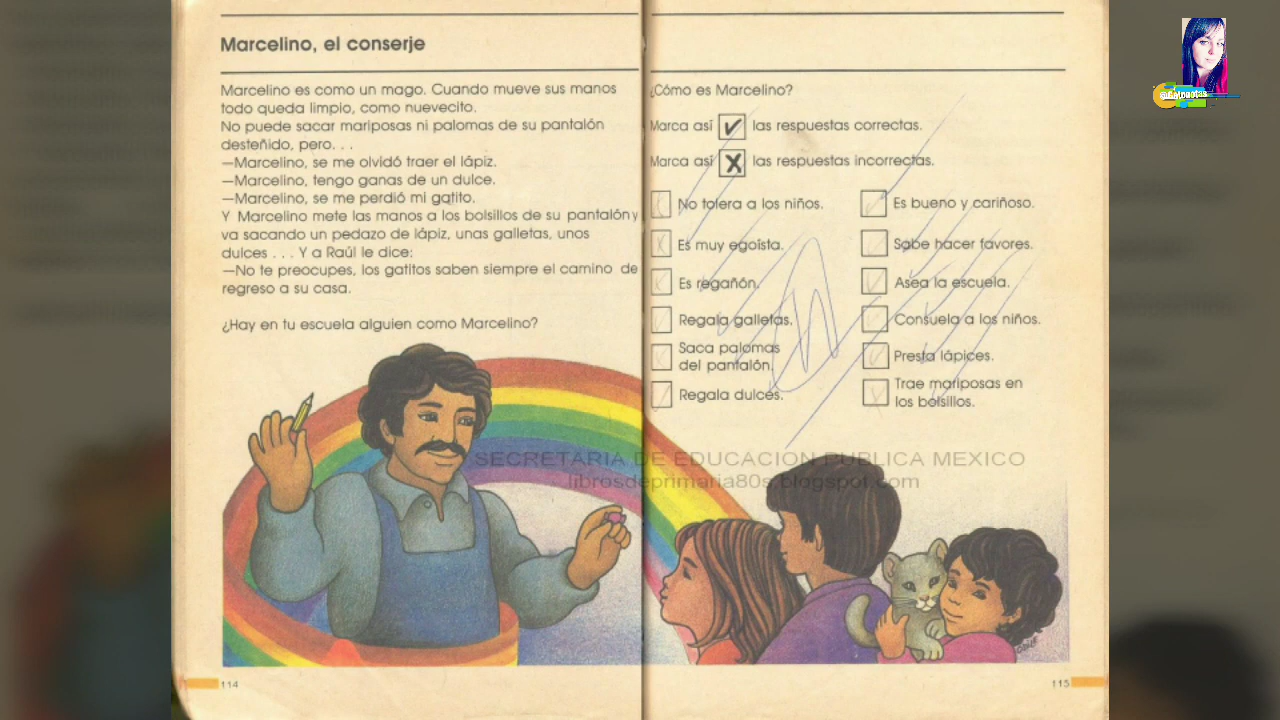 Marcelino, el conserje
Marcelino es como un mago. Cuando mueve sus manos
todo queda limpio, como nuevecito.
No puede sacar mariposas ni palomas de su pantalón
desteñido, pero. . .
—Marcelino, se me olvidó traer el lápiz.
—Marcelino, tengo ganas de un dulce.
—Marcelino, se me perdió mi gatito.
Y Marcelino mete las manos a los bolsillos de su pantalón y
va sacando un pedazo de lápiz, unas galletas, unos
dulces . . . Y a Raúl le dice:
—No te preocupes, los gatitos saben siempre el camino de
regreso a su casa.
¿Hay en tu escuela alguien como Marcelino?
114
¿Cómo es Marcelino?
Marca así ✓ las respuestas correctas.
Marca así X las respuestas incorrectas.
No tolera a los niños.
Es muy egoísta.
Es regañón.
Regala galletas.
Saca palomas
del pantalón.
Regala dulces.
Es bueno y cariñoso.
Sabe hacer favores.
Asea la escuela.
Consuela a los niños.
Presta lápices.
Trae mariposas en
los bolsillos.
SECRETARIA DE EDUCACION PUBLICA MEXICO
librosdeprimaria80s.blogspot.com
115